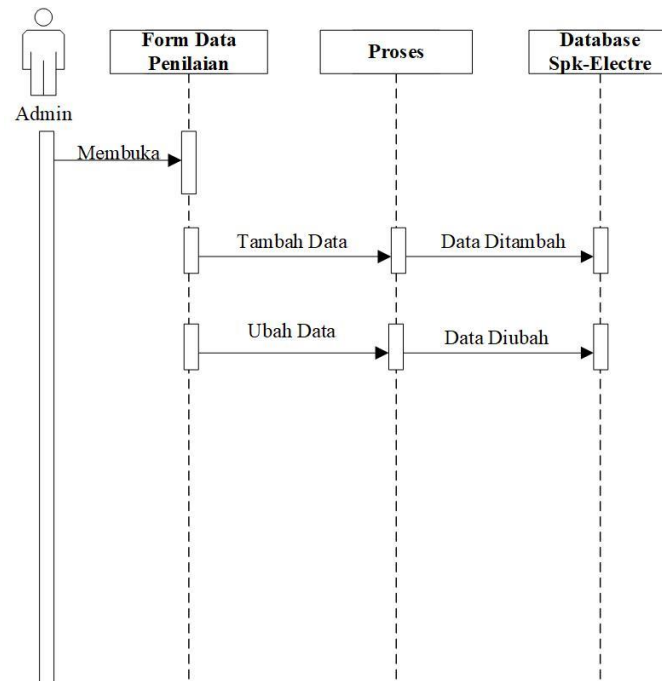 Form Data
Penilaian
Proses
Database
Spk-Electre
Admin
Membuka
Tambah Data
Data Ditambah
Ubah Data
Data Diubah